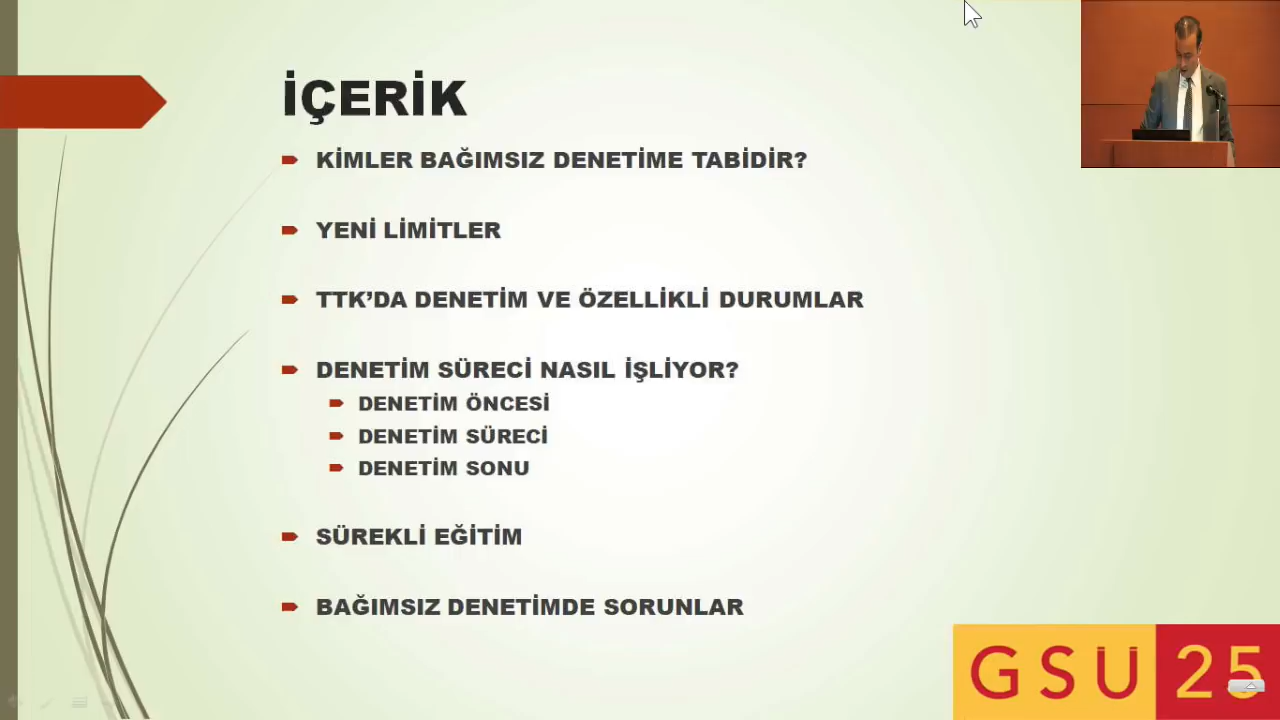 İÇERİK
KİMLER BAĞIMSIZ DENETİME TABİDİR?
YENİ LİMİTLER
TTK’DA DENETİM VE ÖZELLİKLİ DURUMLAR
DENETİM SÜRECİ NASIL İŞLİYOR?
DENETİM ÖNCESİ
DENETİM SÜRECİ
DENETİM SONU
SÜREKLİ EĞİTİM
BAĞIMSIZ DENETİMDE SORUNLAR
GSÜ 25